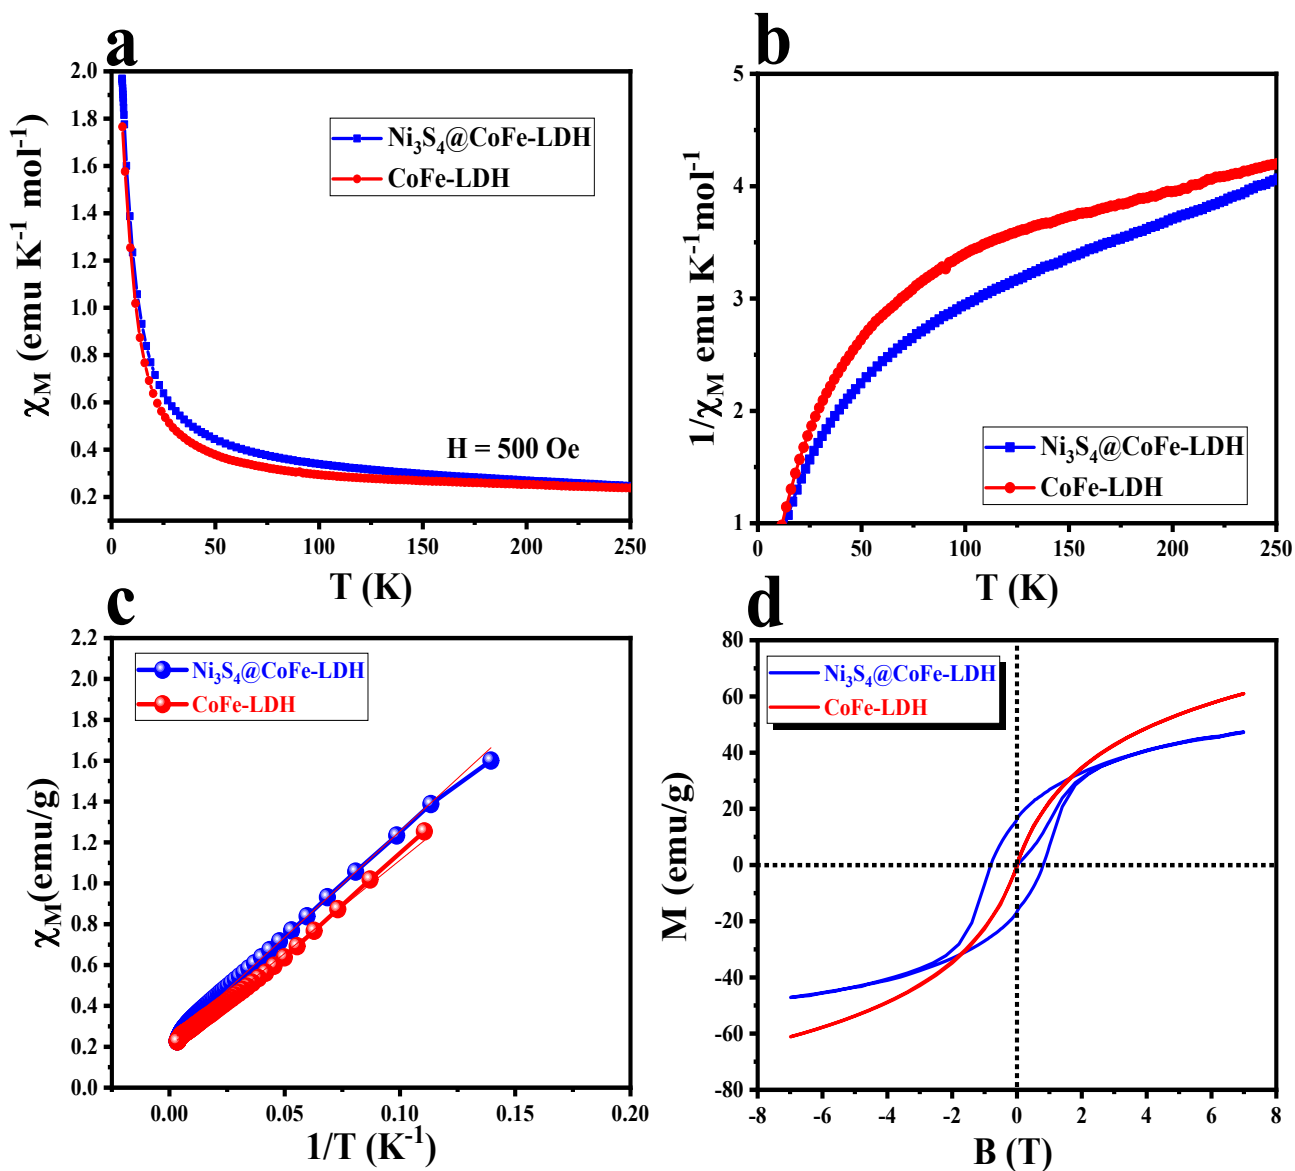 a
χM (emu K-1 mol-1)
2.0
1.8
1.6
1.4
1.2
1.0
0.8
0.6
0.4
0.2
Ni3S4@CoFe-LDH
CoFe-LDH
H = 500 Oe
0 50 100 150 200 250
T (K)
b
1/χM emu K-1mol-1
5
4
3
2
1
Ni3S4@CoFe-LDH
CoFe-LDH
0 50 100 150 200 250
T (K)
c
χM(emu/g)
2.2
2.0
1.8
1.6
1.4
1.2
1.0
0.8
0.6
0.4
0.2
0.0
Ni3S4@CoFe-LDH
CoFe-LDH
0.00 0.05 0.10 0.15 0.20
1/T (K-1)
d
M (emu/g)
80
60
40
20
0
-20
-40
-60
-80
Ni3S4@CoFe-LDH
CoFe-LDH
-8 -6 -4 -2 0 2 4 6 8
B (T)